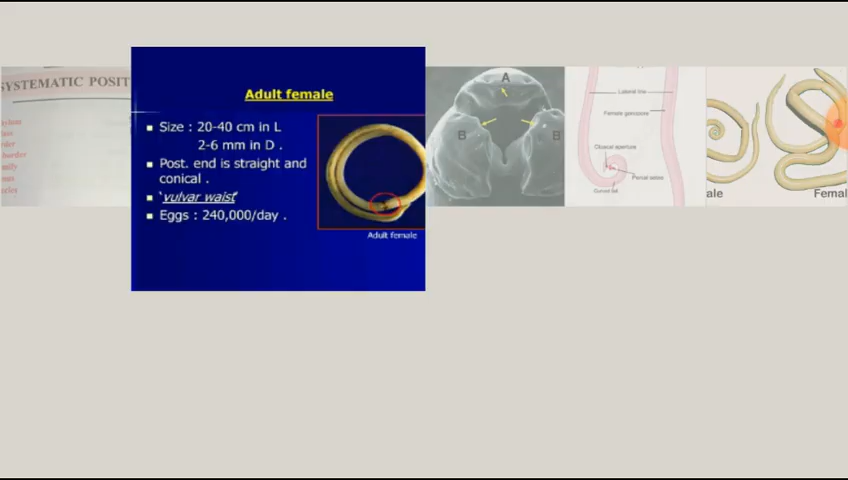 SYSTEMATIC POSIT
Adult female
Size : 20-40 cm in L
2-6 mm in D .
Post. end is straight and
conical .
'vulvar waist'
Eggs : 240,000/day .
Adult female
A
B
B
Lateral line
Female gonopore
Cloacal aperture
Penial setae
Curved tail
ale
Femal